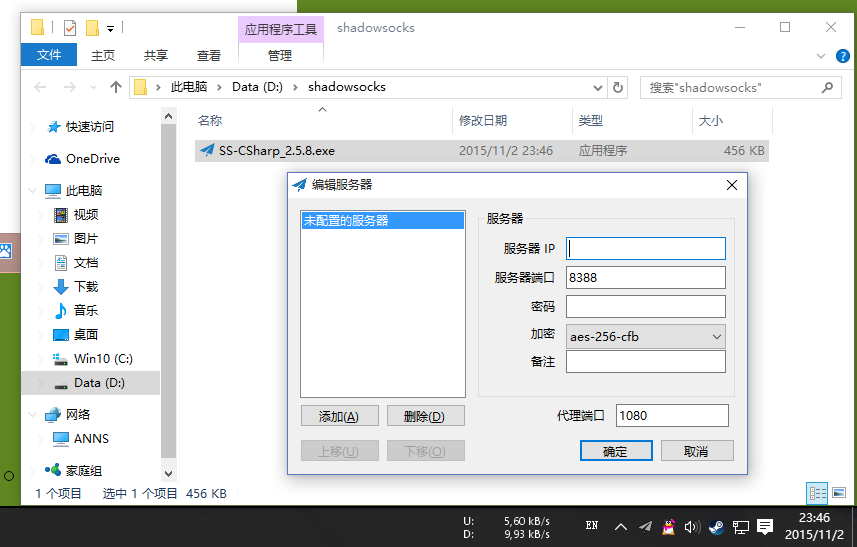 应用程序工具 shadowsocks
文件 主页 共享 查看 管理
此电脑 Data (D:) shadowsocks 搜索"shadowsocks"
名称 修改日期 类型 大小
SS-CSharp_2.5.8.exe 2015/11/2 23:46 应用程序 456 KB
快速访问
OneDrive
此电脑
视频
图片
文档
下载
音乐
桌面
Win10 (C:)
Data (D:)
网络
ANNS
家庭组
编辑服务器
未配置的服务器
服务器
服务器 IP
服务器端口 8388
密码
加密 aes-256-cfb
备注
添加(A) 删除(D) 代理端口 1080
上移(U) 下移(O) 确定 取消
1 个项目 选中 1 个项目 456 KB
U: 5,60 kB/s
D: 9,93 kB/s
EN
23:46
2015/11/2